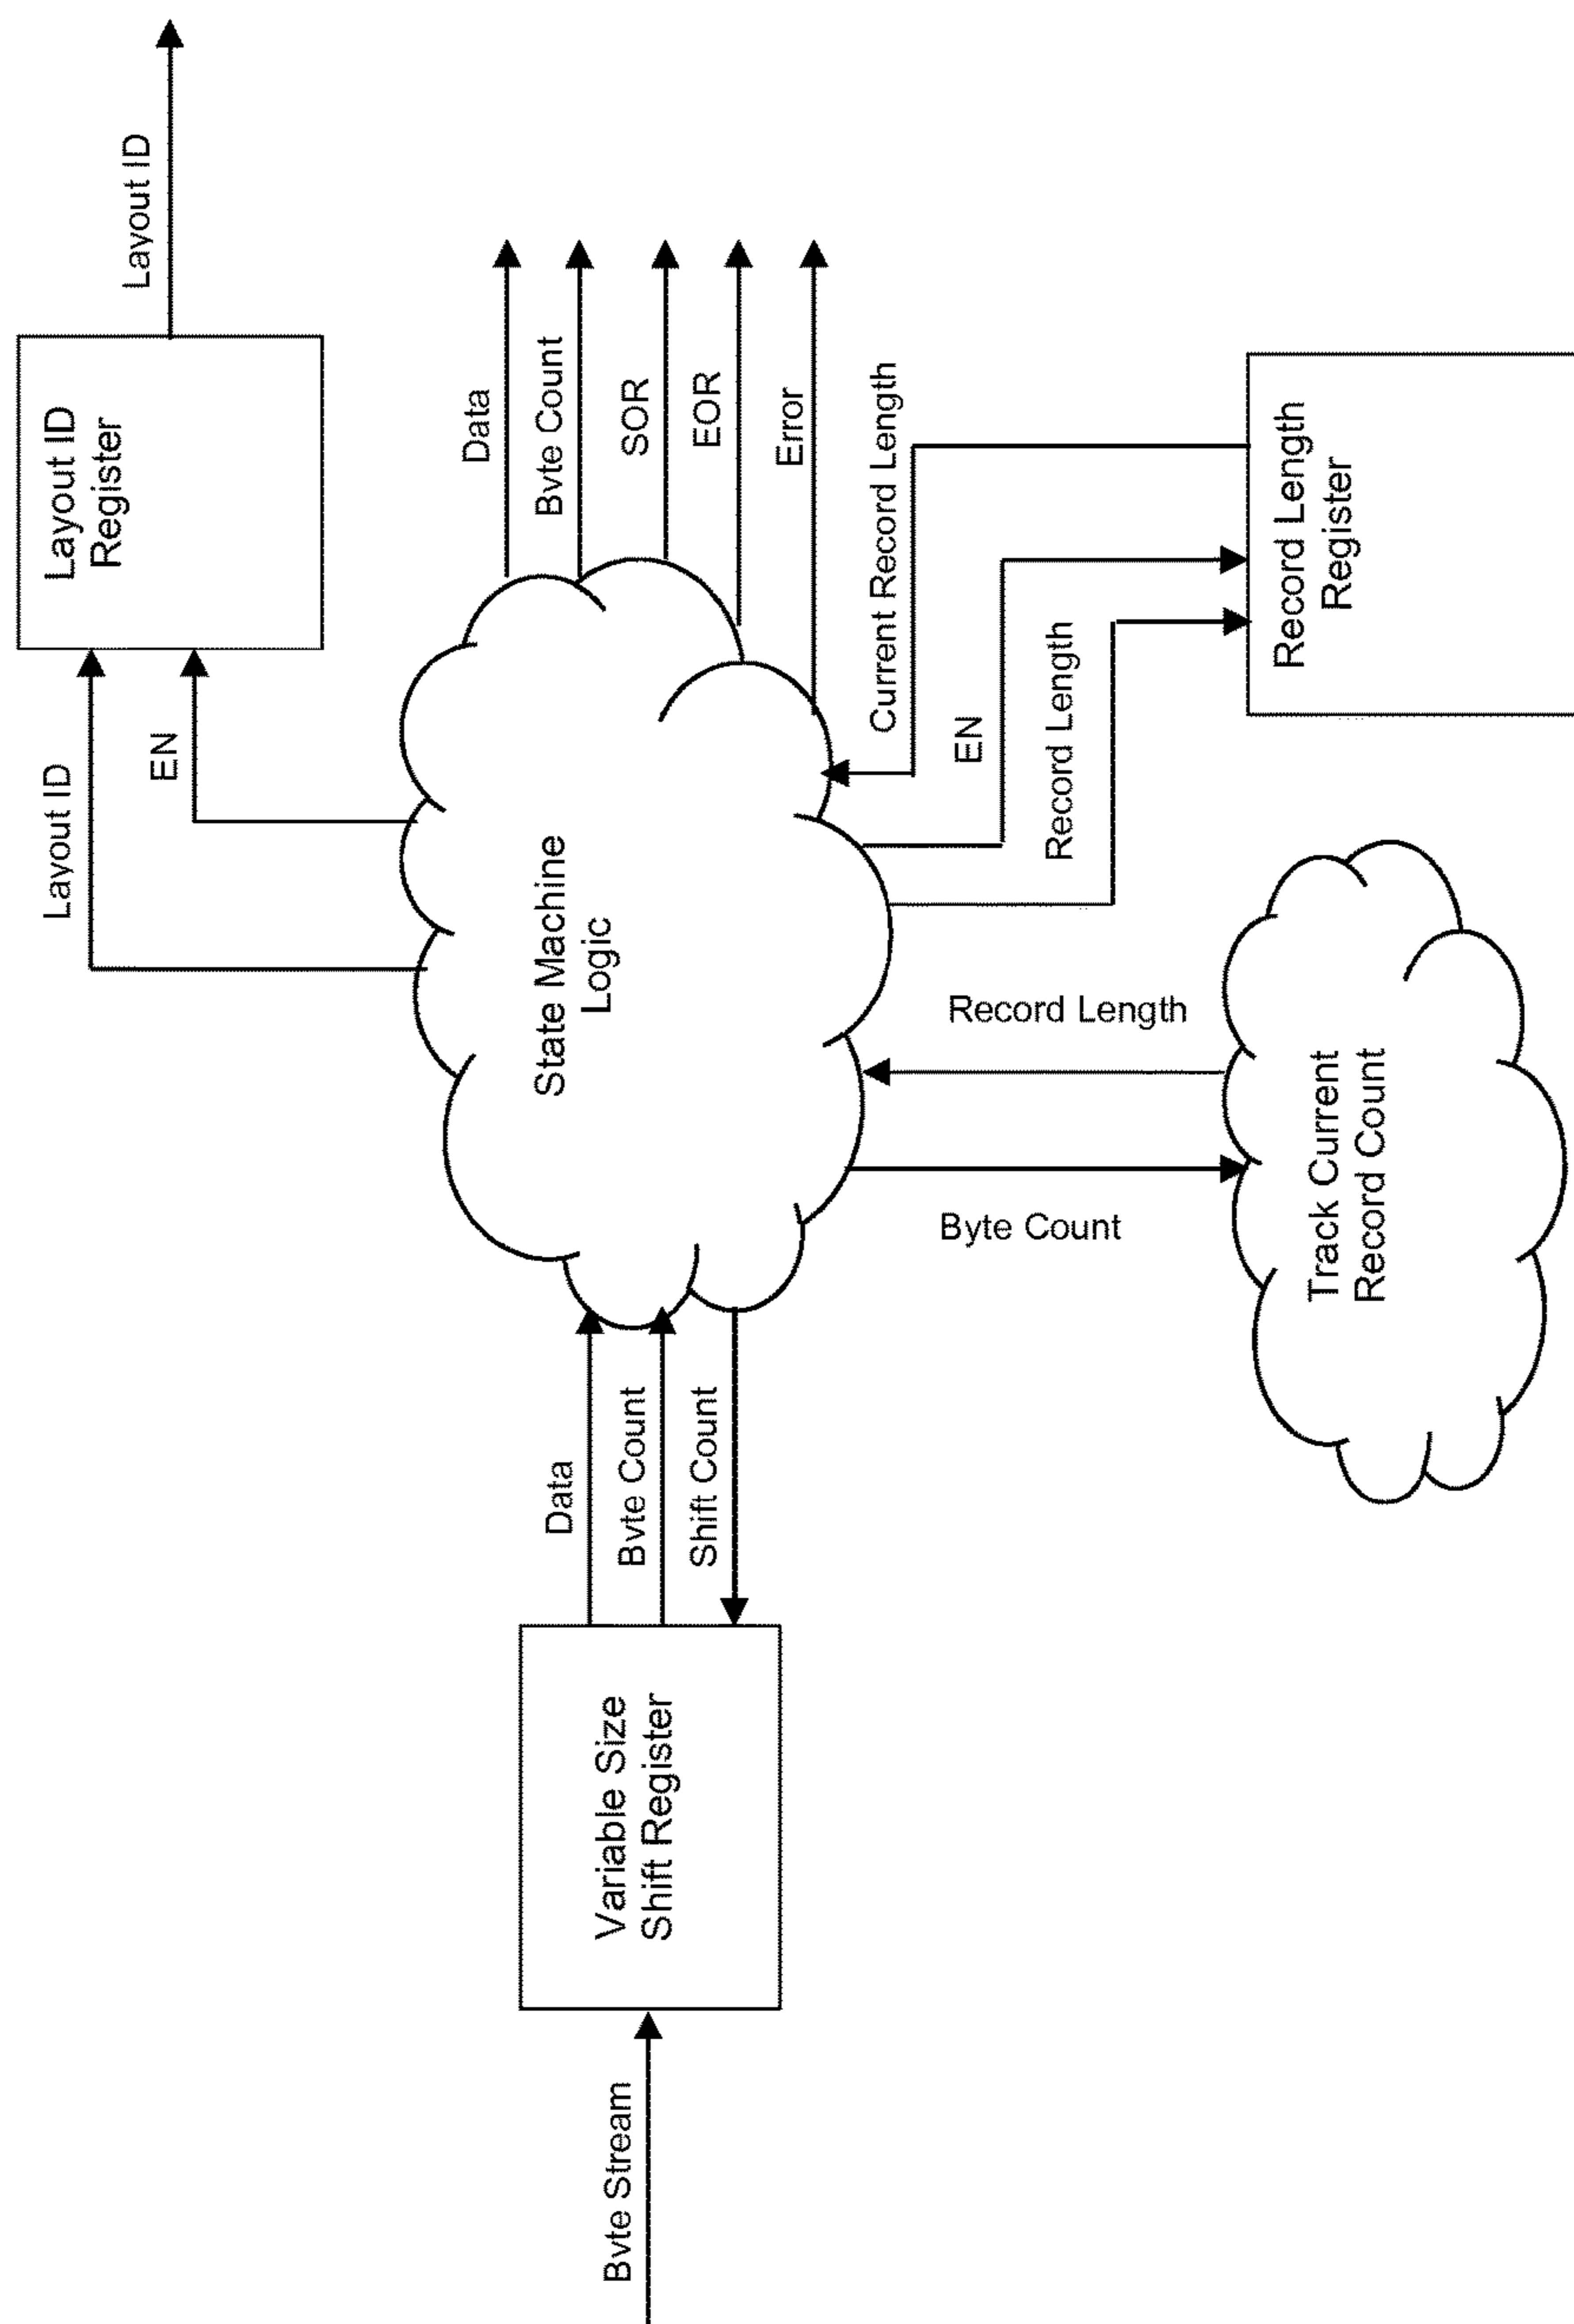 Byte Stream
Variable Size
Shift Register
Data
Byte Count
Shift Count
State Machine
Logic
Layout ID
EN
Layout ID
Register
Layout ID
Data
Byte Count
SOR
EOR
Error
Current Record Length
EN
Record Length
Record Length
Register
Record Length
Byte Count
Track Current
Record Count